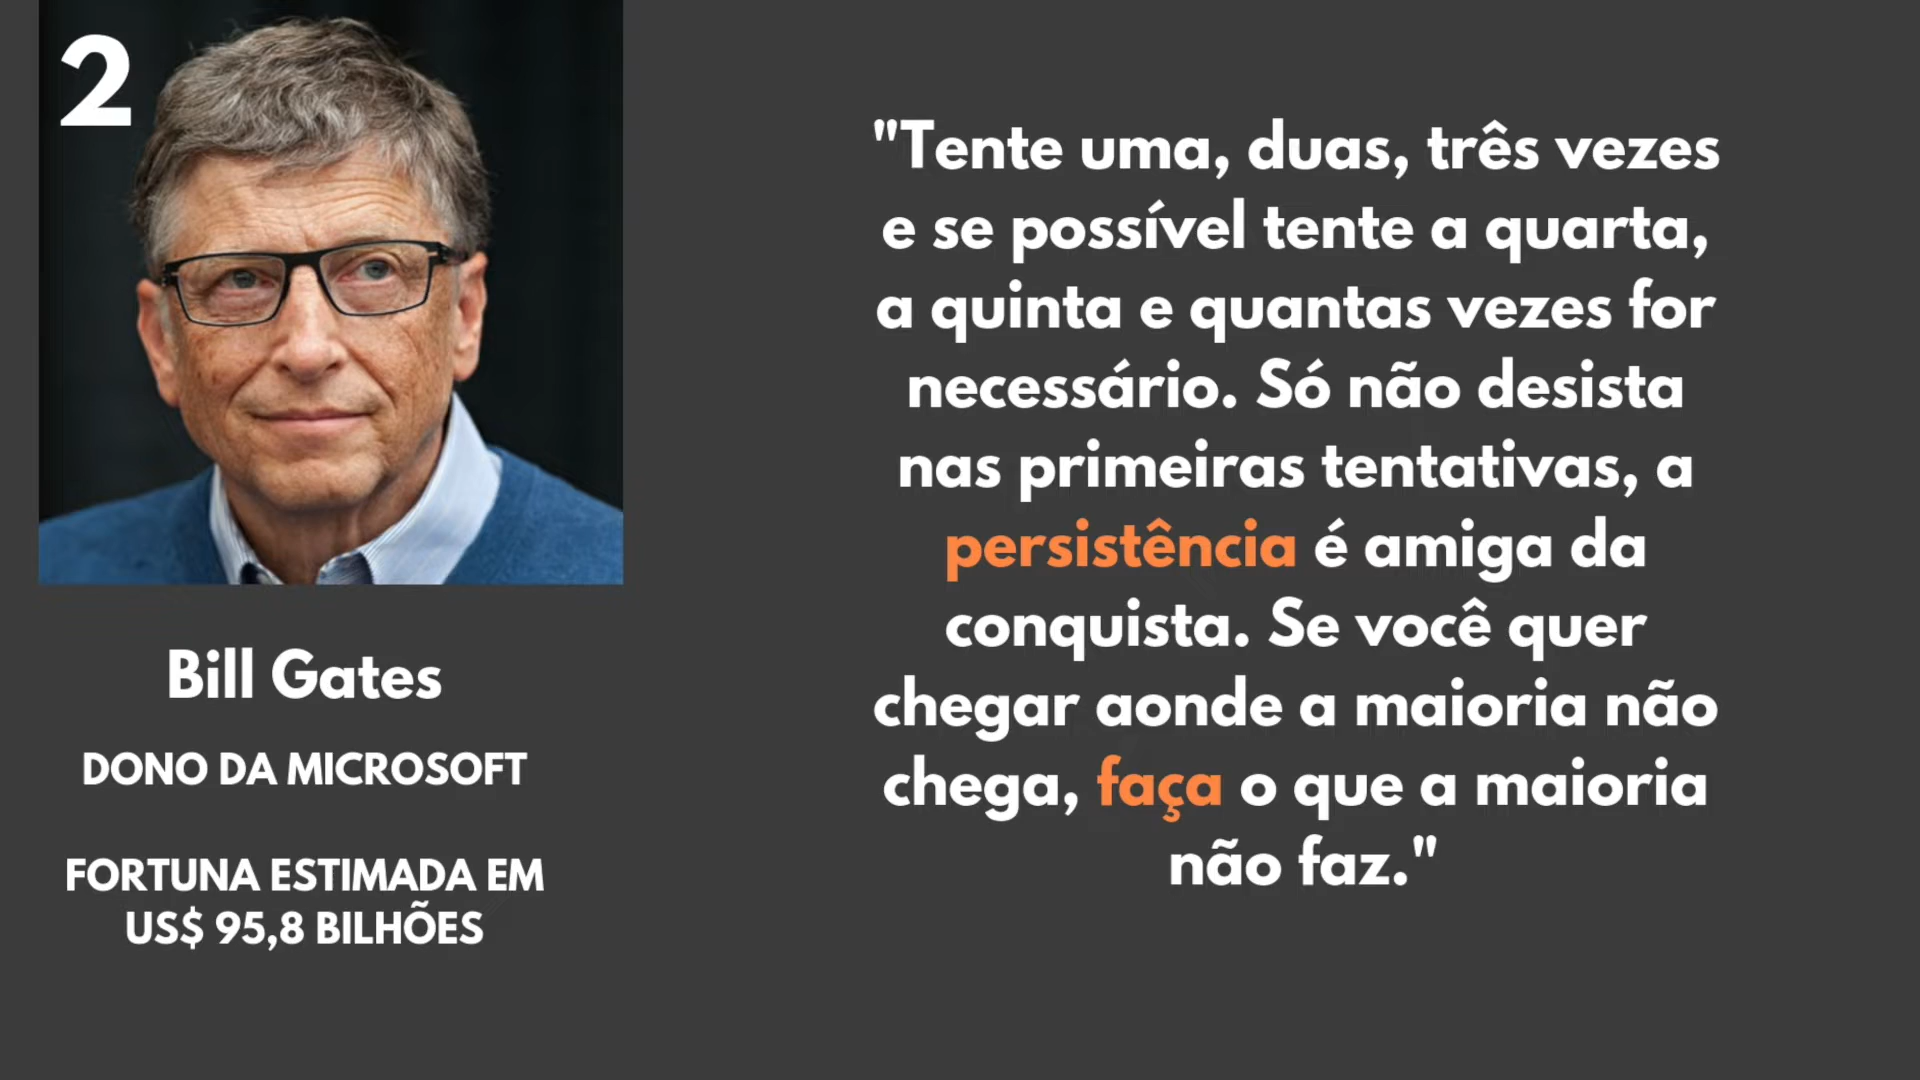 2
Bill Gates
DONO DA MICROSOFT
FORTUNA ESTIMADA EM
US$ 95,8 BILHÕES
"Tente uma, duas, três vezes
e se possível tente a quarta,
a quinta e quantas vezes for
necessário. Só não desista
nas primeiras tentativas, a
persistência é amiga da
conquista. Se você quer
chegar aonde a maioria não
chega, faça o que a maioria
não faz."